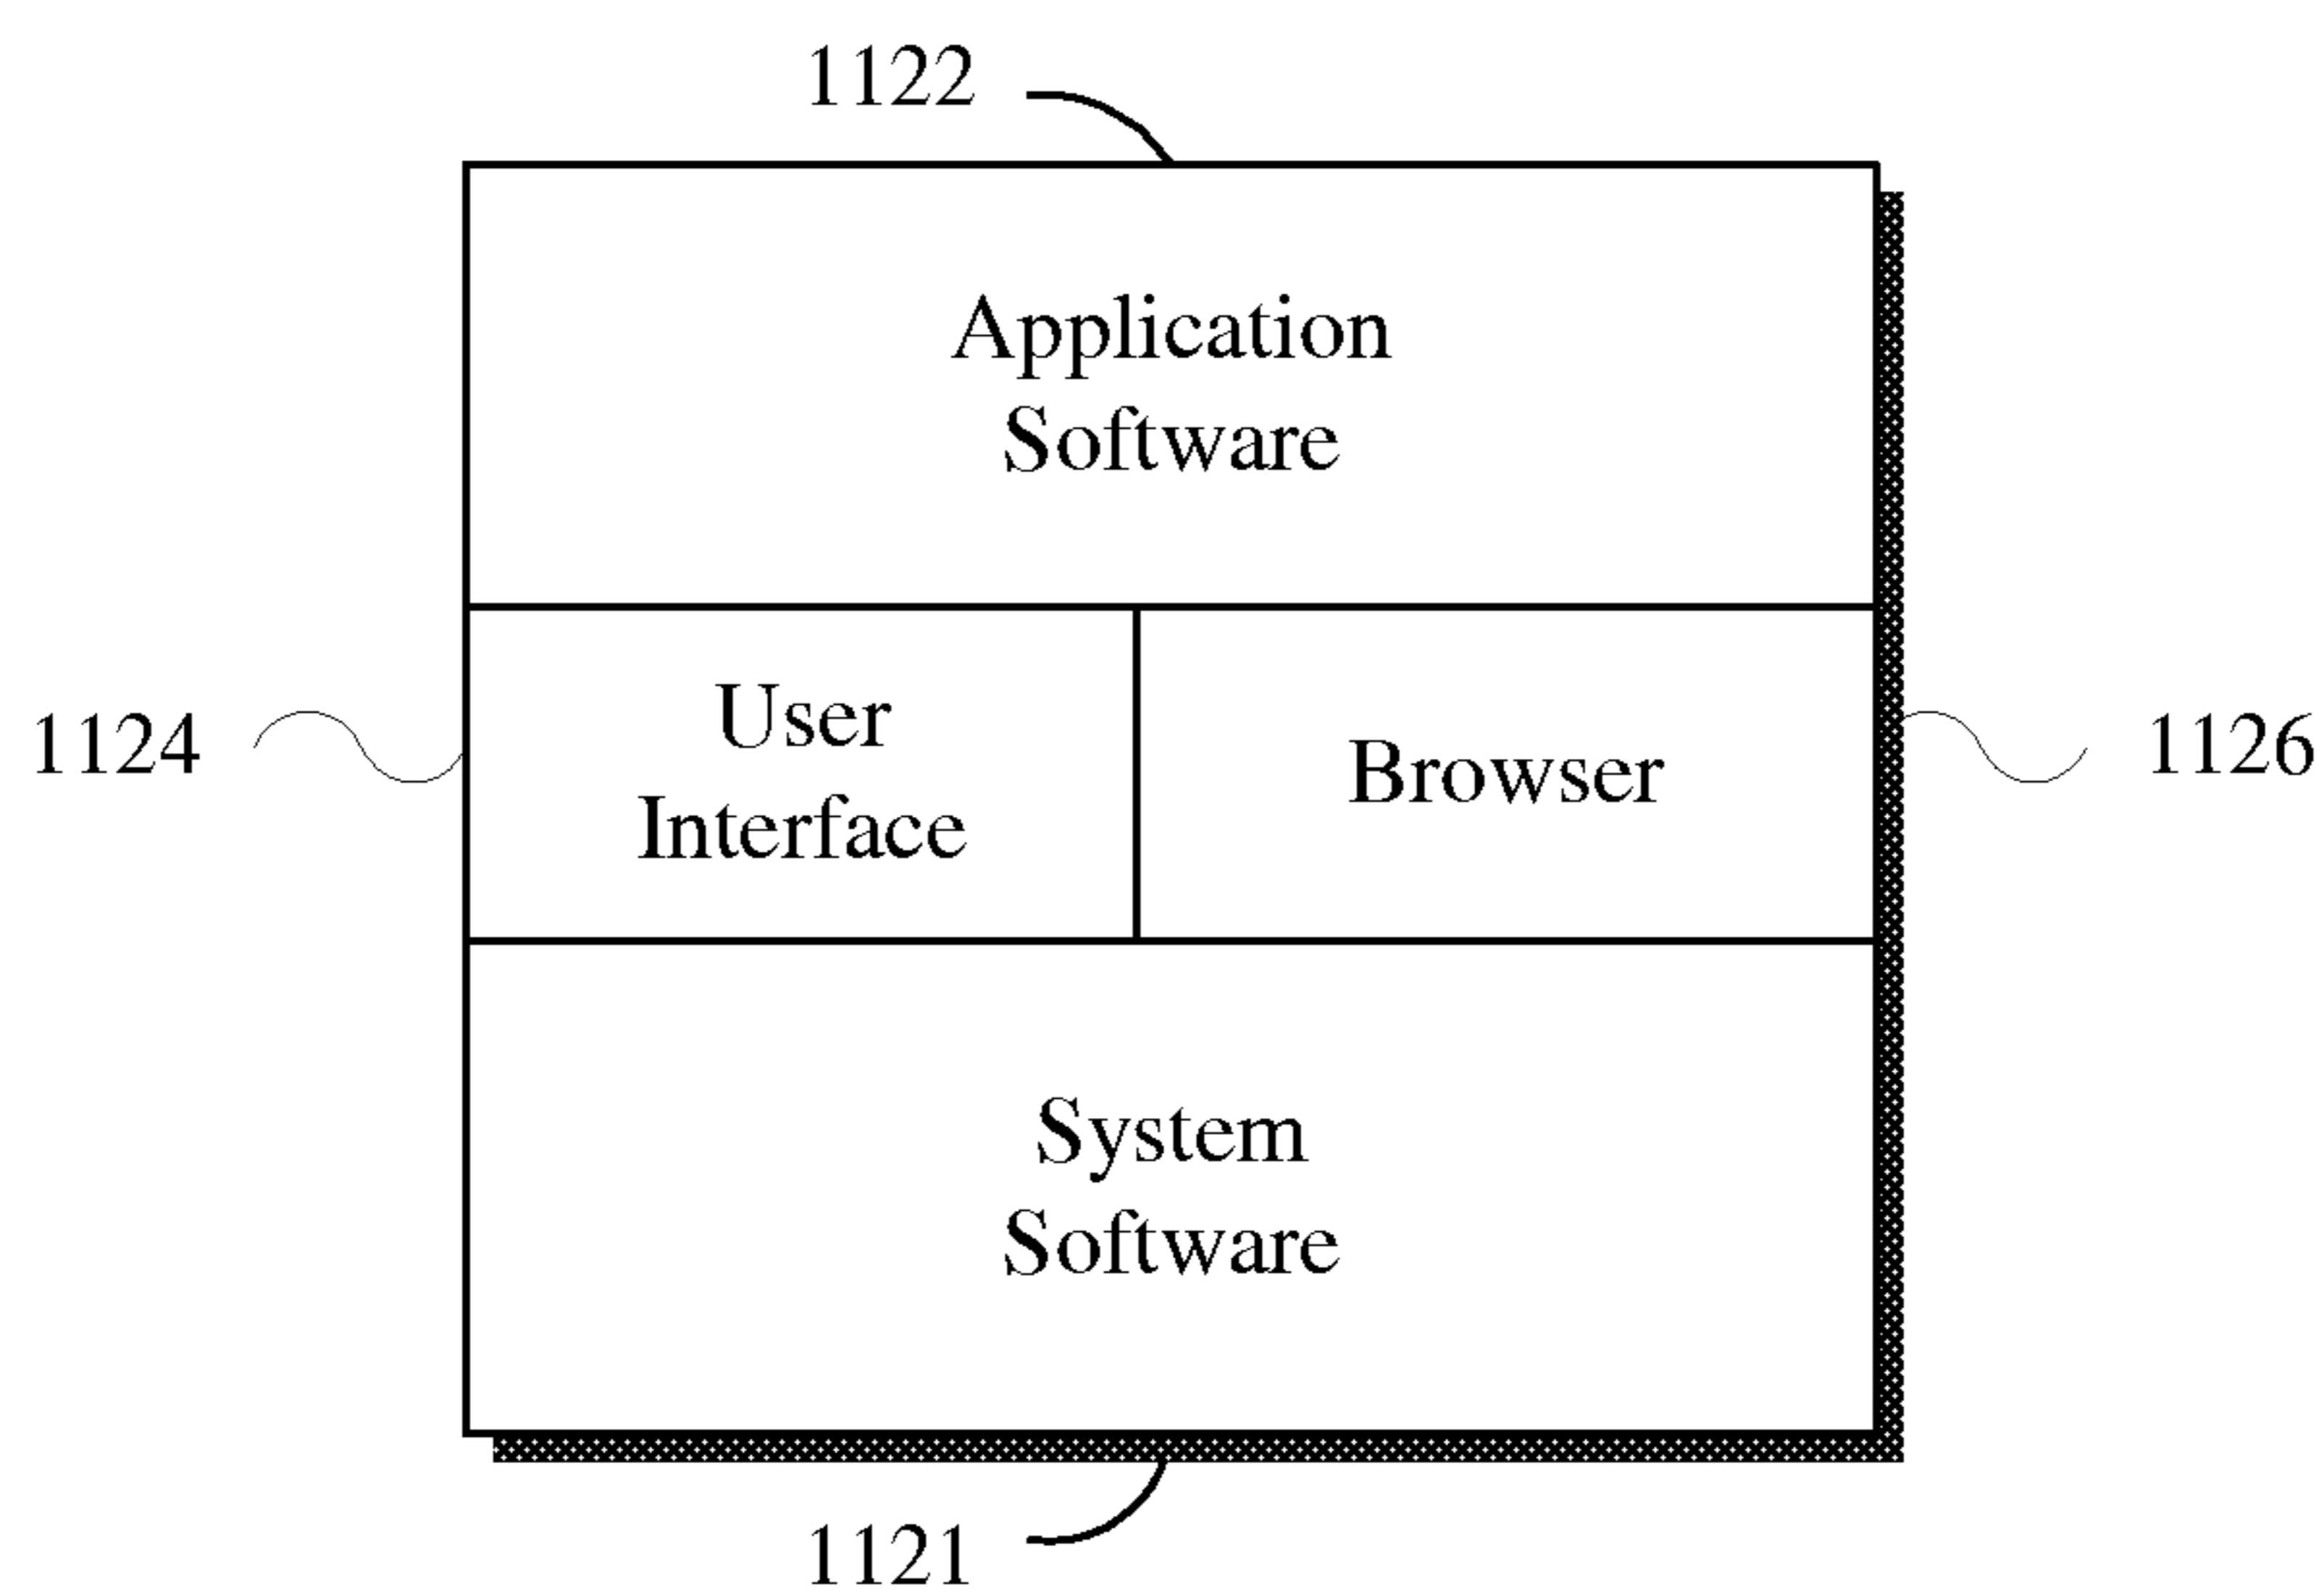 1122
Application
Software
1124
User
Interface
Browser
1126
System
Software
1121